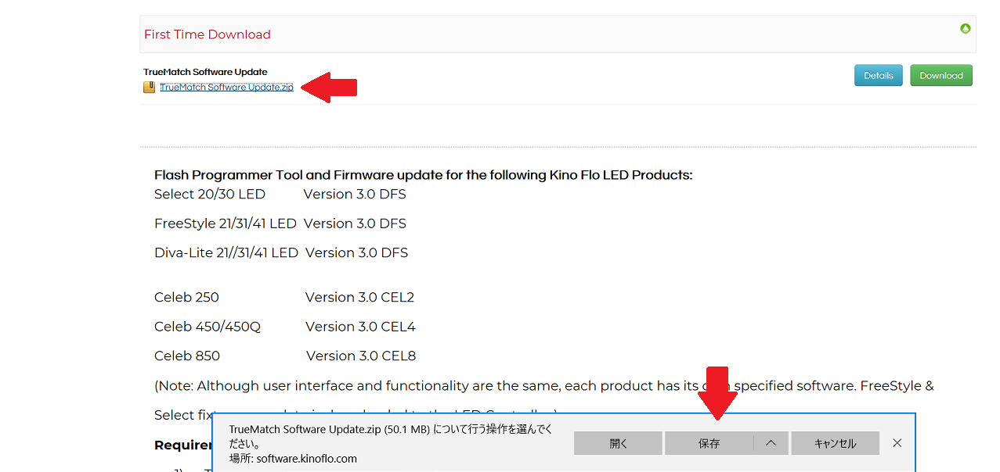 First Time Download
TrueMatch Software Update
TrueMatch Software Update.zip
Details
Download
Flash Programmer Tool and Firmware update for the following Kino Flo LED Products:
Select 20/30 LED Version 3.0 DFS
FreeStyle 21/31/41 LED Version 3.0 DFS
Diva-Lite 21//31/41 LED Version 3.0 DFS
Celeb 250 Version 3.0 CEL2
Celeb 450/450Q Version 3.0 CEL4
Celeb 850 Version 3.0 CEL8
(Note: Although user interface and functionality are the same, each product has its specified software. FreeStyle &
Select
TrueMatch Software Update.zip (50.1 MB) について行う操作を選んでく
ださい。
場所: software.kinoflo.com
開く
保存
キャンセル